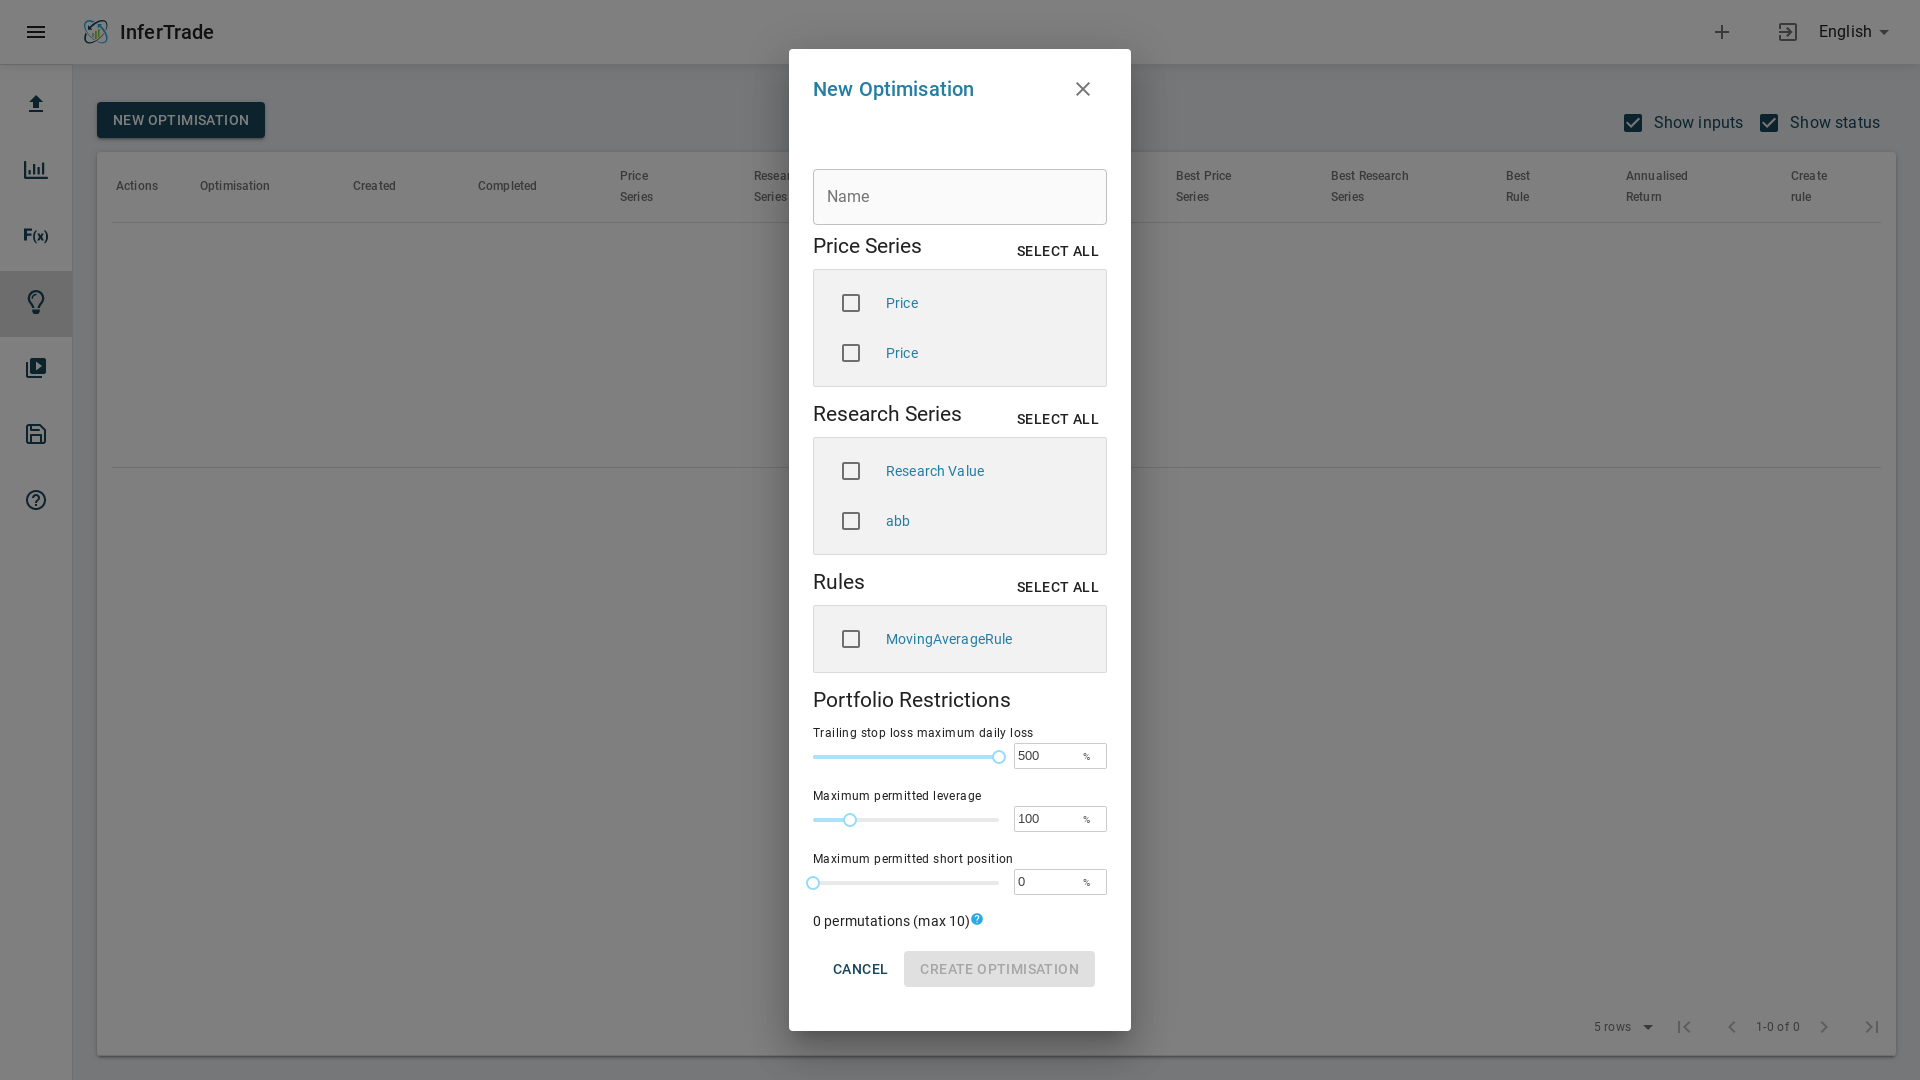 InferTrade
English
New Optimisation
NEW OPTIMISATION
Show inputs
Show status
Actions
Optimisation
Created
Completed
Price
Series
Series
Best Price
Series
Best Research
Series
Best
Rule
Annualised
Return
Create
rule
F(x)
Name
Price Series
SELECT ALL
Price
Price
Research Series
SELECT ALL
Research Value
abb
Rules
SELECT ALL
MovingAverageRule
Portfolio Restrictions
Trailing stop loss maximum daily loss
500 %
Maximum permitted leverage
100 %
Maximum permitted short position
0 %
0 permutations (max 10)
CANCEL
CREATE OPTIMISATION
5 rows
1-0 of 0